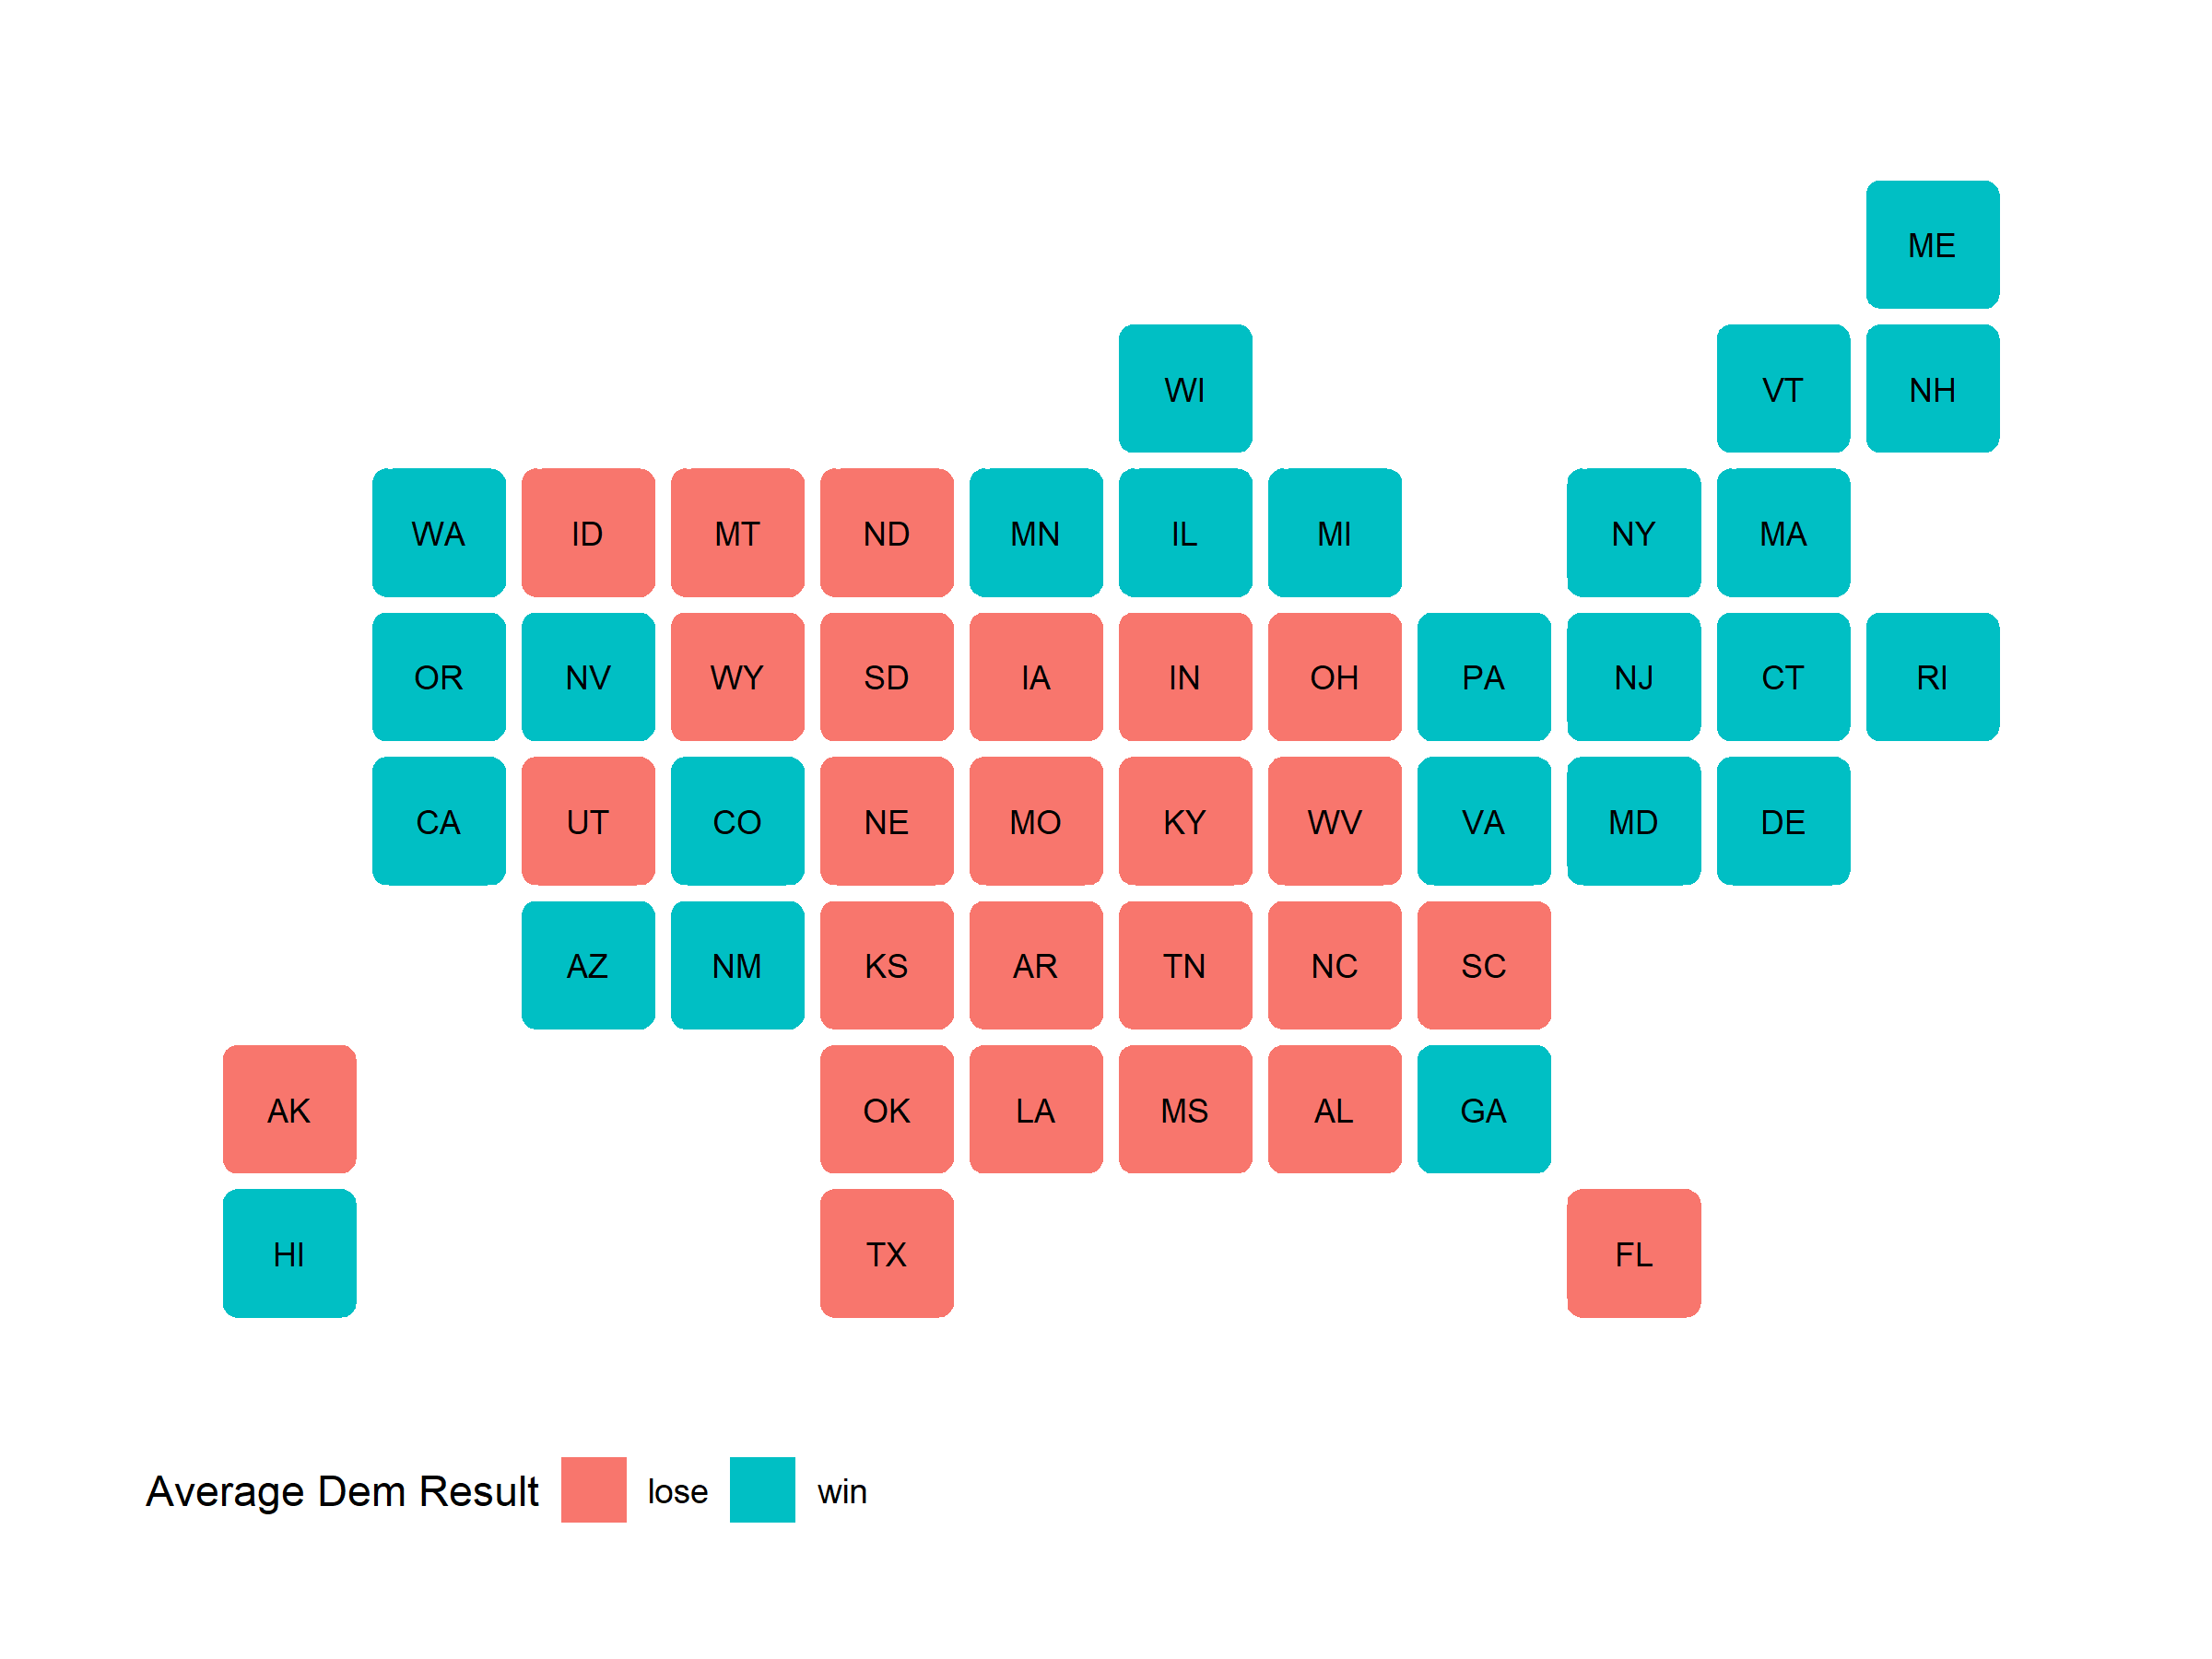 ME
WI VT NH
WA ID MT ND MN IL MI NY MA
OR NV WY SD IA IN OH PA NJ CT RI
CA UT CO NE MO KY WV VA MD DE
AZ NM KS AR TN NC SC
AK OK LA MS AL GA
HI TX FL
Average Dem Result lose win